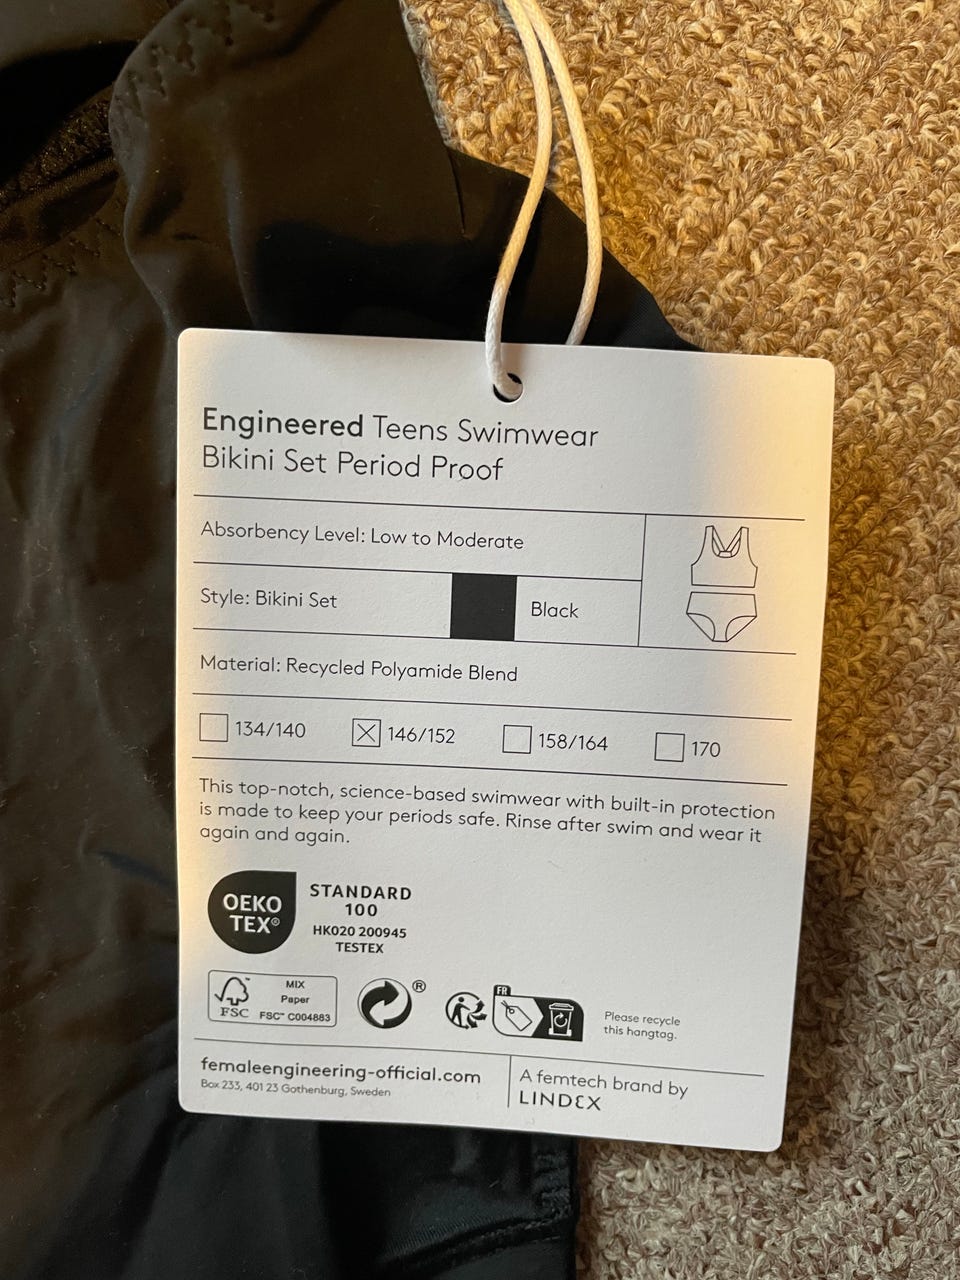 Engineered Teens Swimwear
Bikini Set Period Proof
Absorbency Level: Low to Moderate
Style: Bikini Set
Black
Material: Recycled Polyamide Blend
134/140 146/152 158/164 170
This top-notch, science-based swimwear with built-in protection
is made to keep your periods safe. Rinse after swim and wear it
again and again.
OEKO
TEX®
STANDARD
100
HK020 200945
TESTEX
FSC
MIX
Paper
FSC™ C004883
®
FR
Please recycle
this hangtag.
femaleengineering-official.com
Box 233, 401 23 Gothenburg, Sweden
A femtech brand by
LINDEX